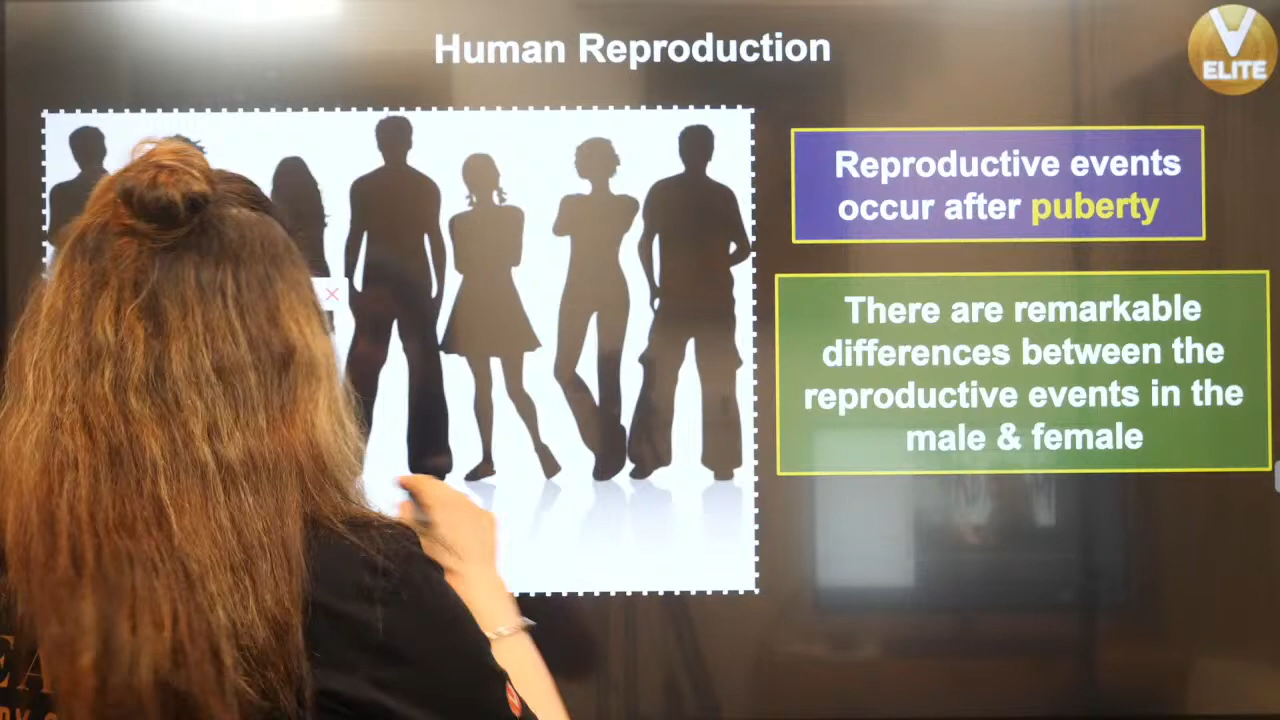 Human Reproduction
V
ELITE
Reproductive events
occur after puberty
There are remarkable
differences between the
reproductive events in the
male & female